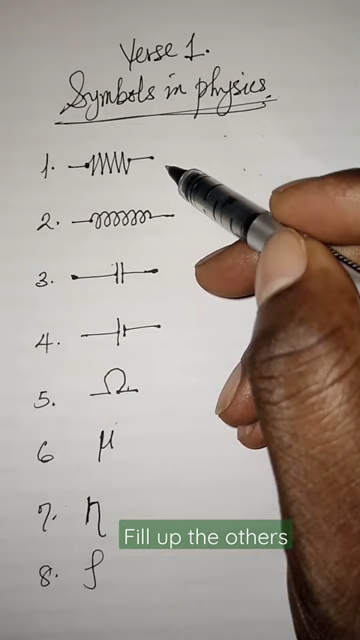 Verse 1.
Symbols in physics.
1.
2.
3.
4.
5. Ω
6 μ
7. η
Fill up the others
8. ρ